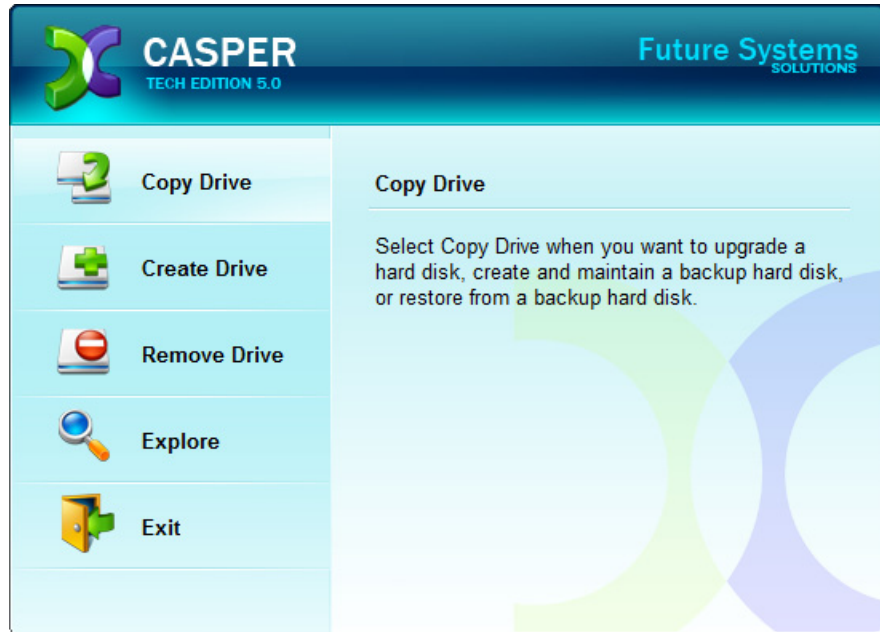 CASPER
TECH EDITION 5.0
Future Systems
SOLUTIONS
Copy Drive
Create Drive
Remove Drive
Explore
Exit
Copy Drive
Select Copy Drive when you want to upgrade a
hard disk, create and maintain a backup hard disk,
or restore from a backup hard disk.